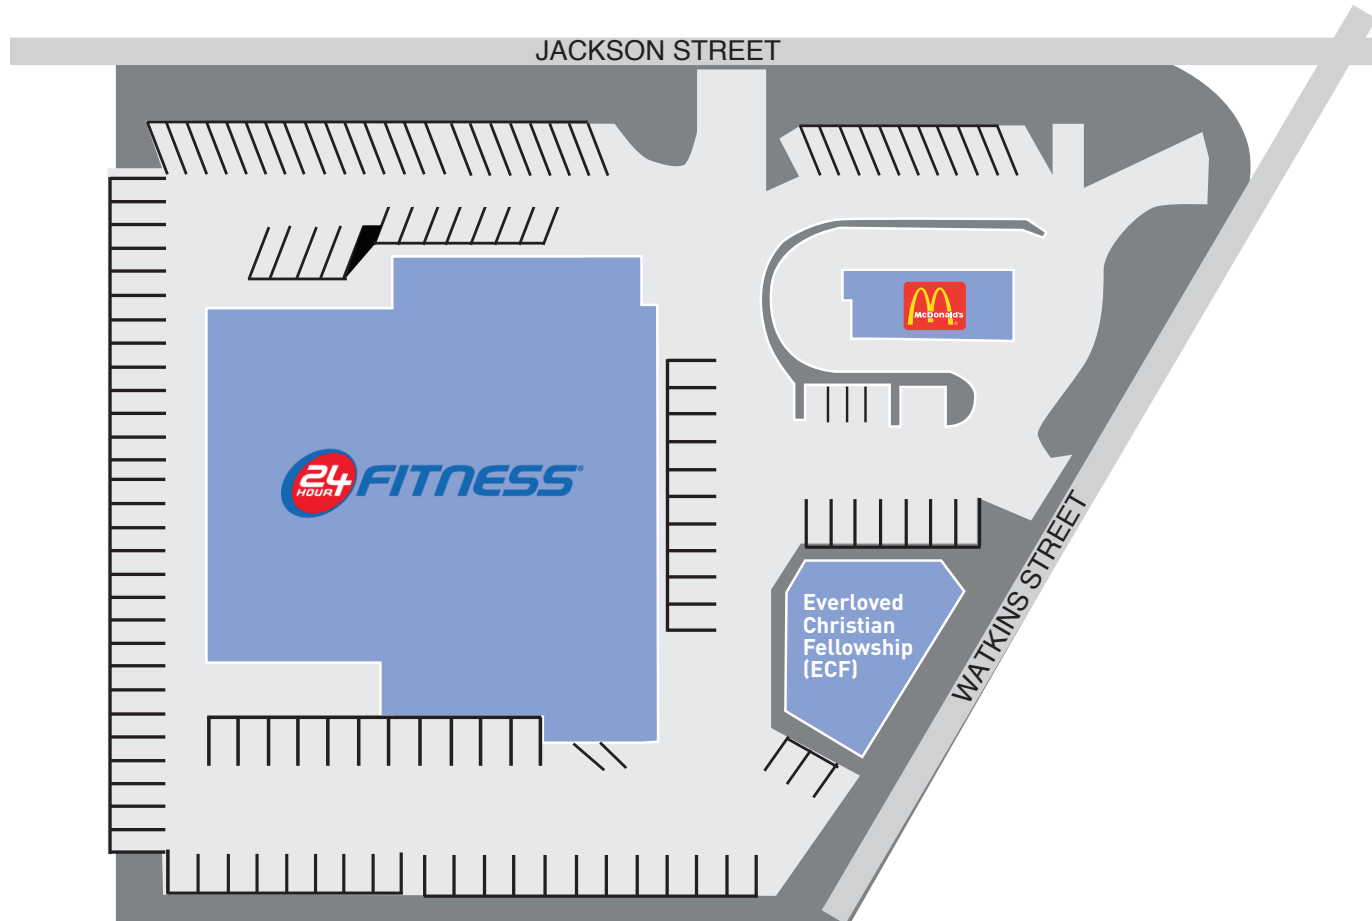 JACKSON STREET
McDonald's
®
24
HOUR
FITNESS®
Everloved
Christian
Fellowship
(ECF)
WATKINS STREET